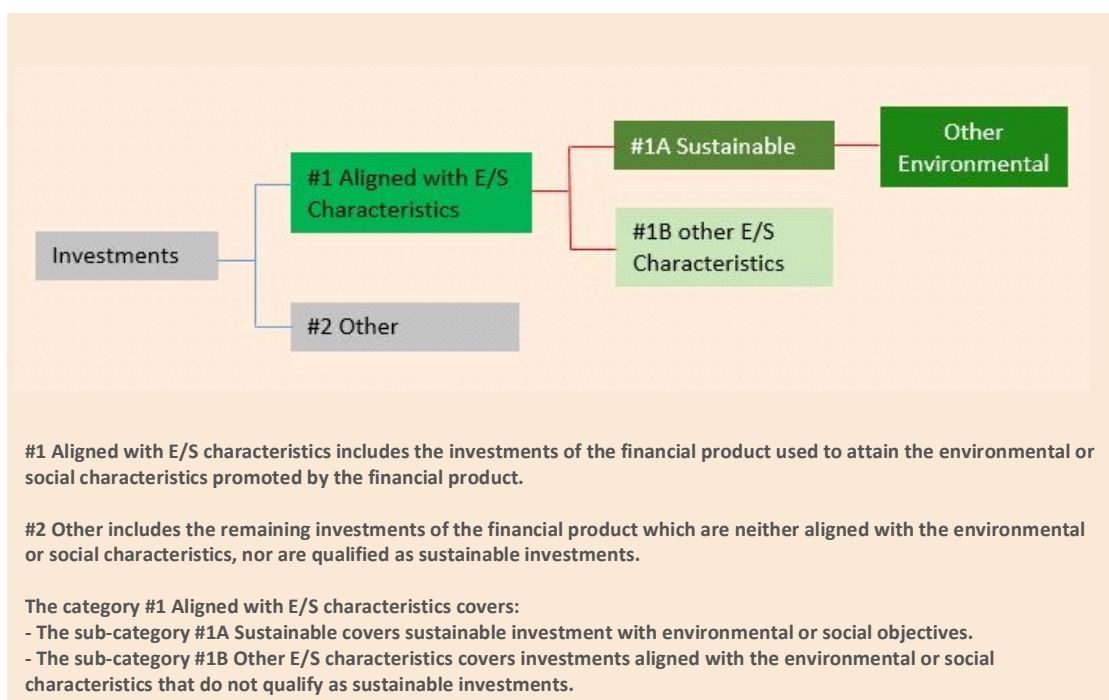 Other
Environmental
#1A Sustainable
#1 Aligned with E/S
Characteristics
#1B other E/S
Characteristics
Investments
#2 Other
#1 Aligned with E/S characteristics includes the investments of the financial product used to attain the environmental or
social characteristics promoted by the financial product.
#2 Other includes the remaining investments of the financial product which are neither aligned with the environmental
or social characteristics, nor are qualified as sustainable investments.
The category #1 Aligned with E/S characteristics covers:
- The sub-category #1A Sustainable covers sustainable investment with environmental or social objectives.
- The sub-category #1B Other E/S characteristics covers investments aligned with the environmental or social
characteristics that do not qualify as sustainable investments.